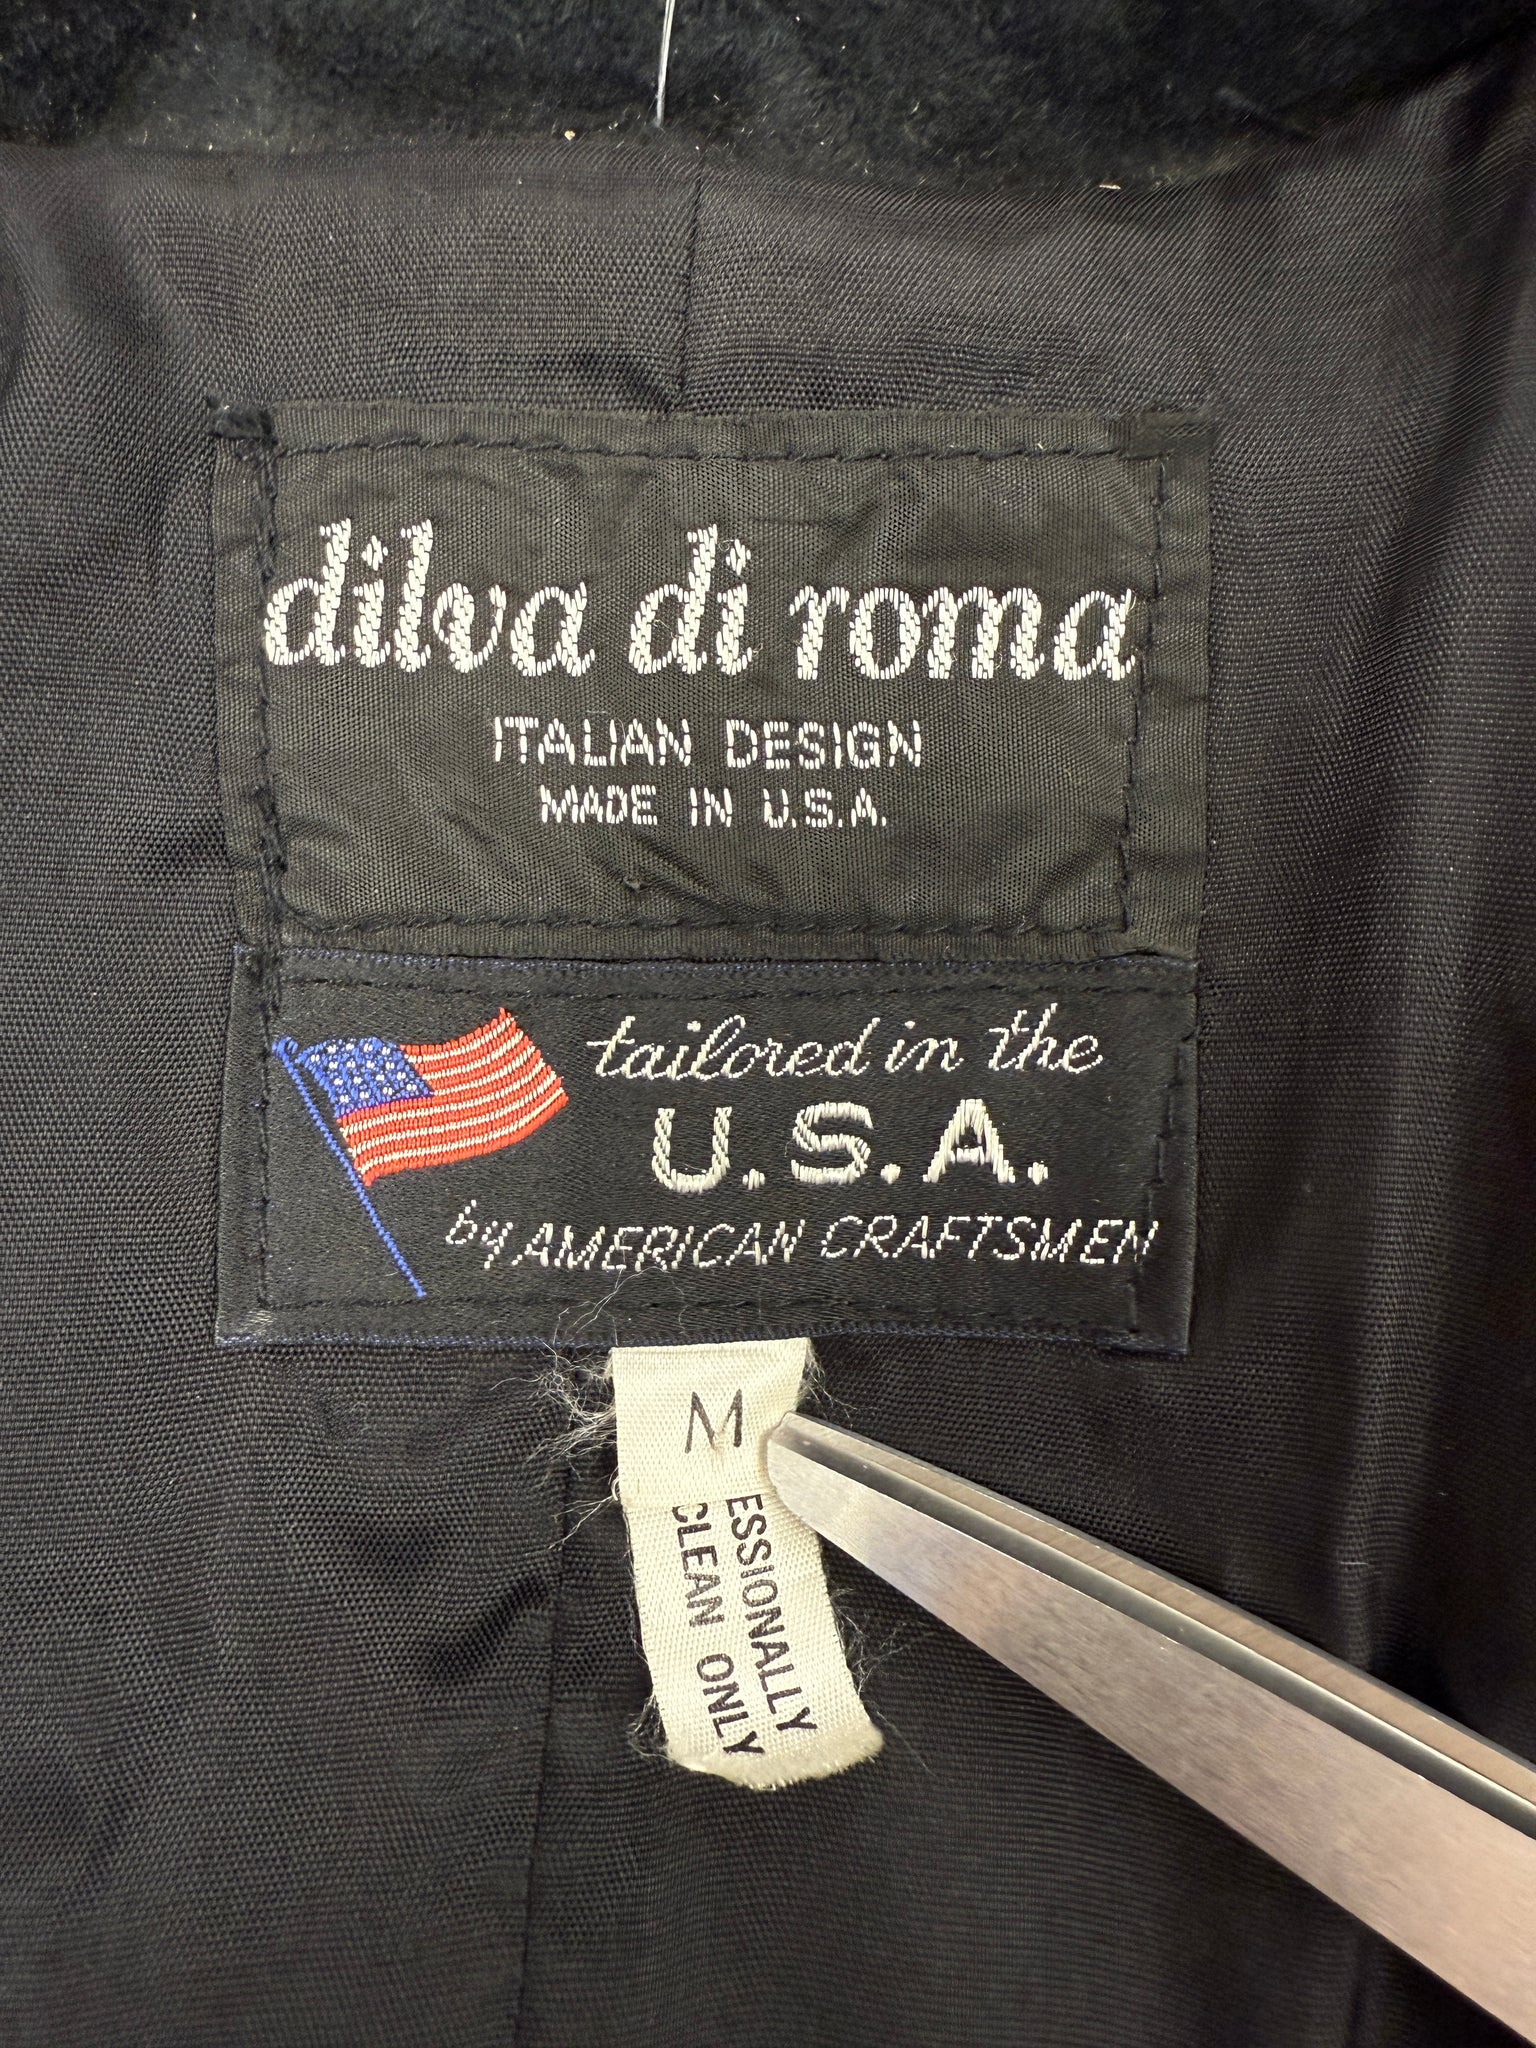 dilva di roma
ITALIAN DESIGN
MADE IN U.S.A.
tailored in the
U.S.A.
by AMERICAN CRAFTSMEN
M
ESSIONALLY
CLEAN ONLY